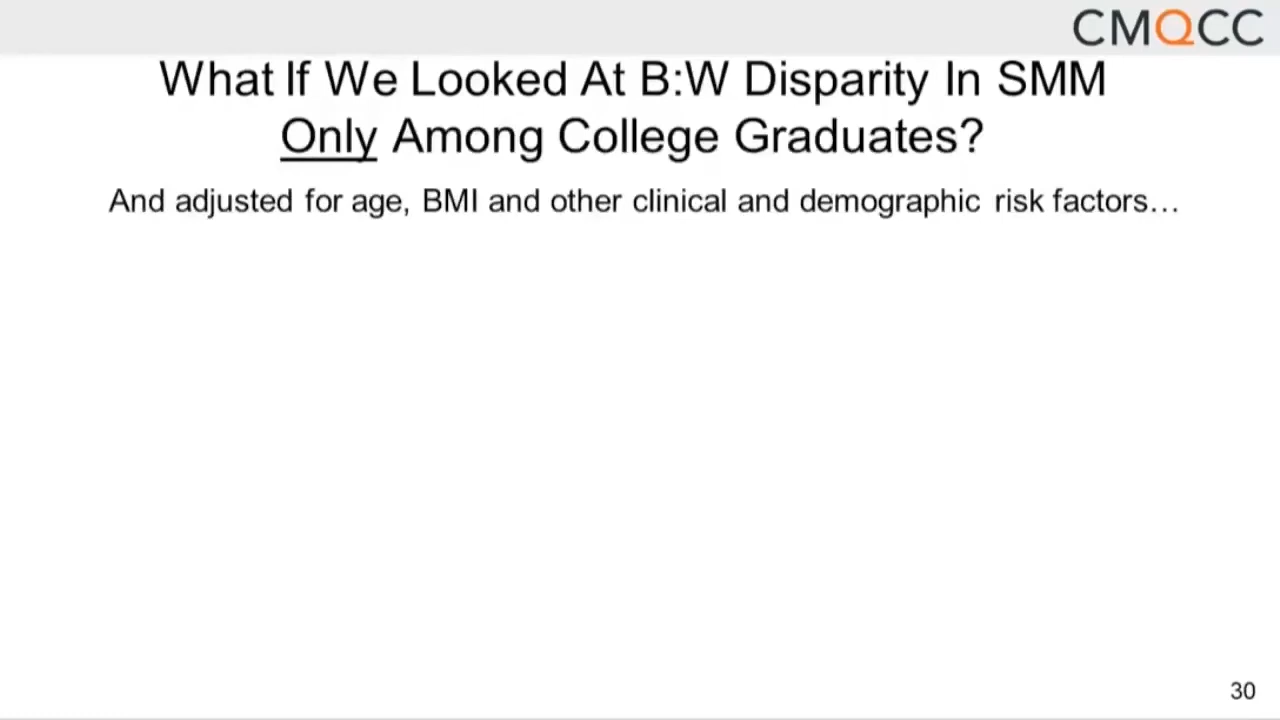 CMQCC
What If We Looked At B:W Disparity In SMM
Only Among College Graduates?
And adjusted for age, BMI and other clinical and demographic risk factors…
30